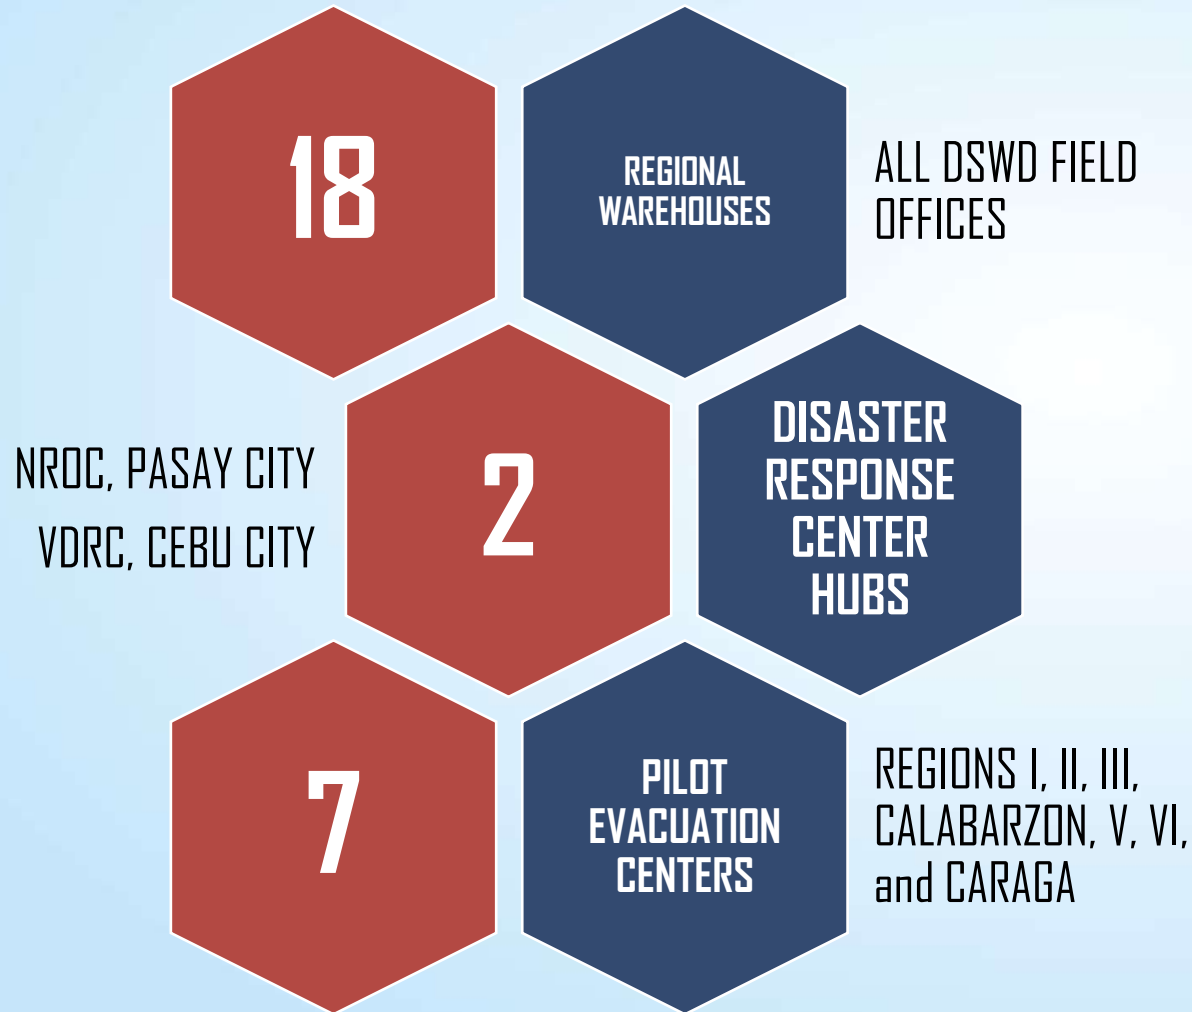 18
REGIONAL
WAREHOUSES
ALL DSWD FIELD
OFFICES
NROC, PASAY CITY
VDRC, CEBU CITY
2
DISASTER
RESPONSE
CENTER
HUBS
7
PILOT
EVACUATION
CENTERS
REGIONS I, II, III,
CALABARZON, V, VI,
and CARAGA